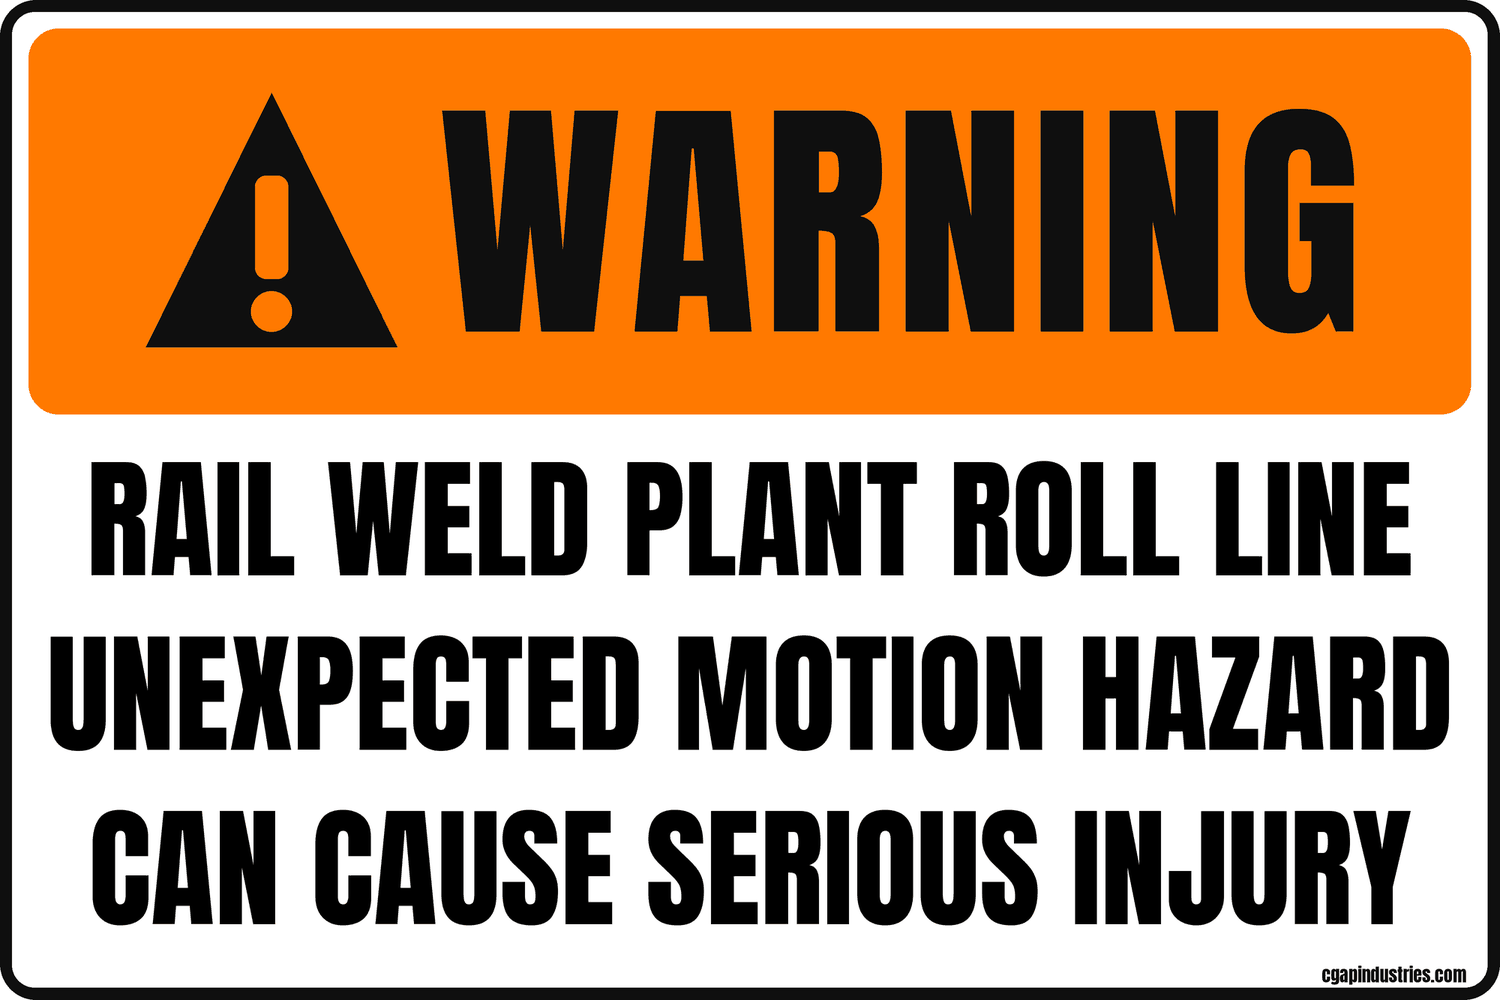 WARNING
RAIL WELD PLANT ROLL LINE
UNEXPECTED MOTION HAZARD
CAN CAUSE SERIOUS INJURY
cgapindustries.com